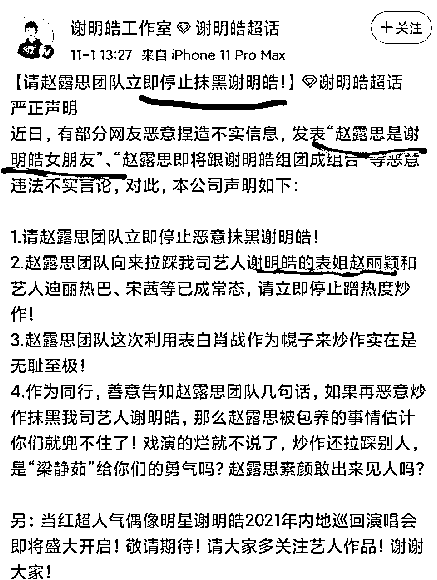 谢明皓工作室 谢明皓超话
+关注
11-1 13:27 来自 iPhone 11 Pro Max
【请赵露思团队立即停止抹黑谢明皓!】谢明皓超话
严正声明
近日，有部分网友恶意捏造不实信息，发表“赵露思是谢
明皓女朋友”、“赵露思即将跟谢明皓组团成组合”等恶意
违法不实言论，对此，本公司声明如下：
1.请赵露思团队立即停止恶意抹黑谢明皓!
2.赵露思团队向来拉踩我司艺人谢明皓的表姐赵丽颖和
艺人迪丽热巴、宋茜等已成常态，请立即停止蹭热度炒
作!
3.赵露思团队这次利用表白肖战作为幌子来炒作实在是
无耻至极!
4.作为同行，善意告知赵露思团队几句话，如果再恶意炒
作抹黑我司艺人谢明皓，那么赵露思被包养的事情估计
你们就兜不住了! 戏演的烂就不说了，炒作还拉踩别人，
是“梁静茹”给你们的勇气吗? 赵露思素颜敢出来见人吗?
另: 当红超人气偶像明星谢明皓2021年内地巡回演唱会
即将盛大开启! 敬请期待! 请大家多关注艺人作品! 谢谢
大家!